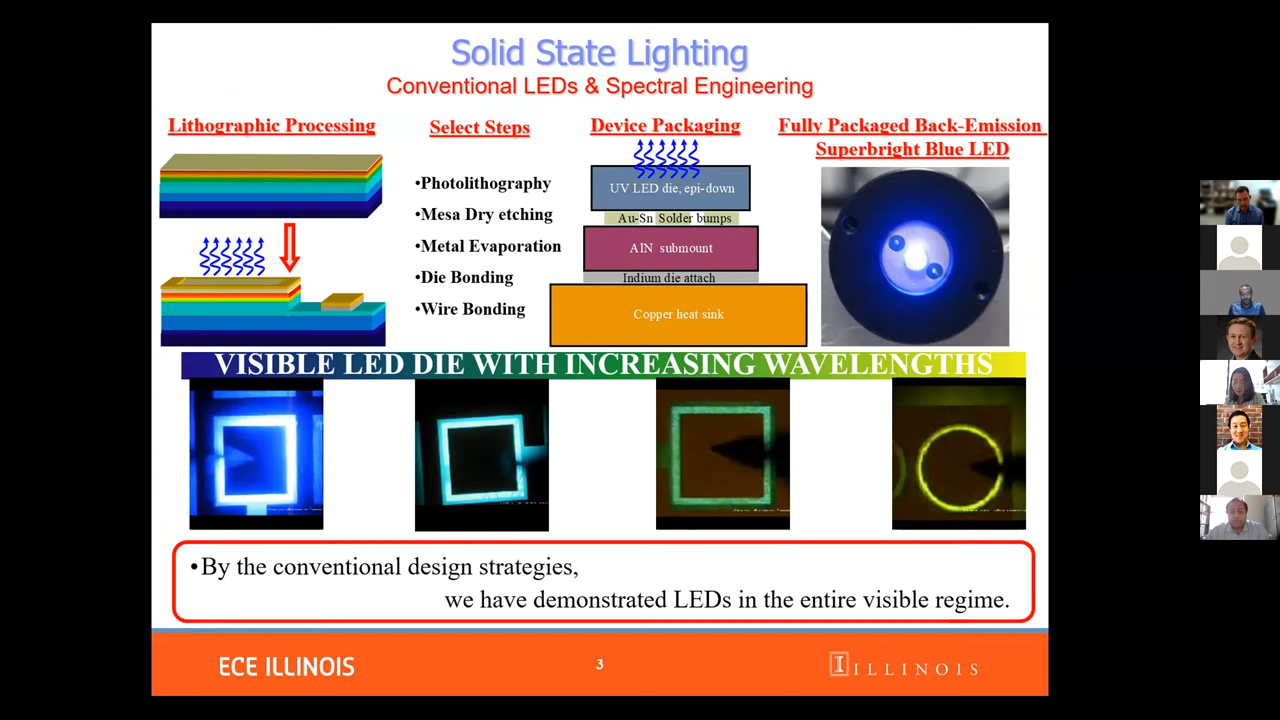 Solid State Lighting
Conventional LEDs & Spectral Engineering
Lithographic Processing
Select Steps
•Photolithography
•Mesa Dry etching
•Metal Evaporation
•Die Bonding
•Wire Bonding
Device Packaging
UV LED die, epi-down
Au-Sn Solder bumps
AlN submount
Indium die attach
Copper heat sink
Fully Packaged Back-Emission
Superbright Blue LED
VISIBLE LED DIE WITH INCREASING WAVELENGTHS
•By the conventional design strategies,
we have demonstrated LEDs in the entire visible regime.
ECE ILLINOIS
3
I ILLINOIS